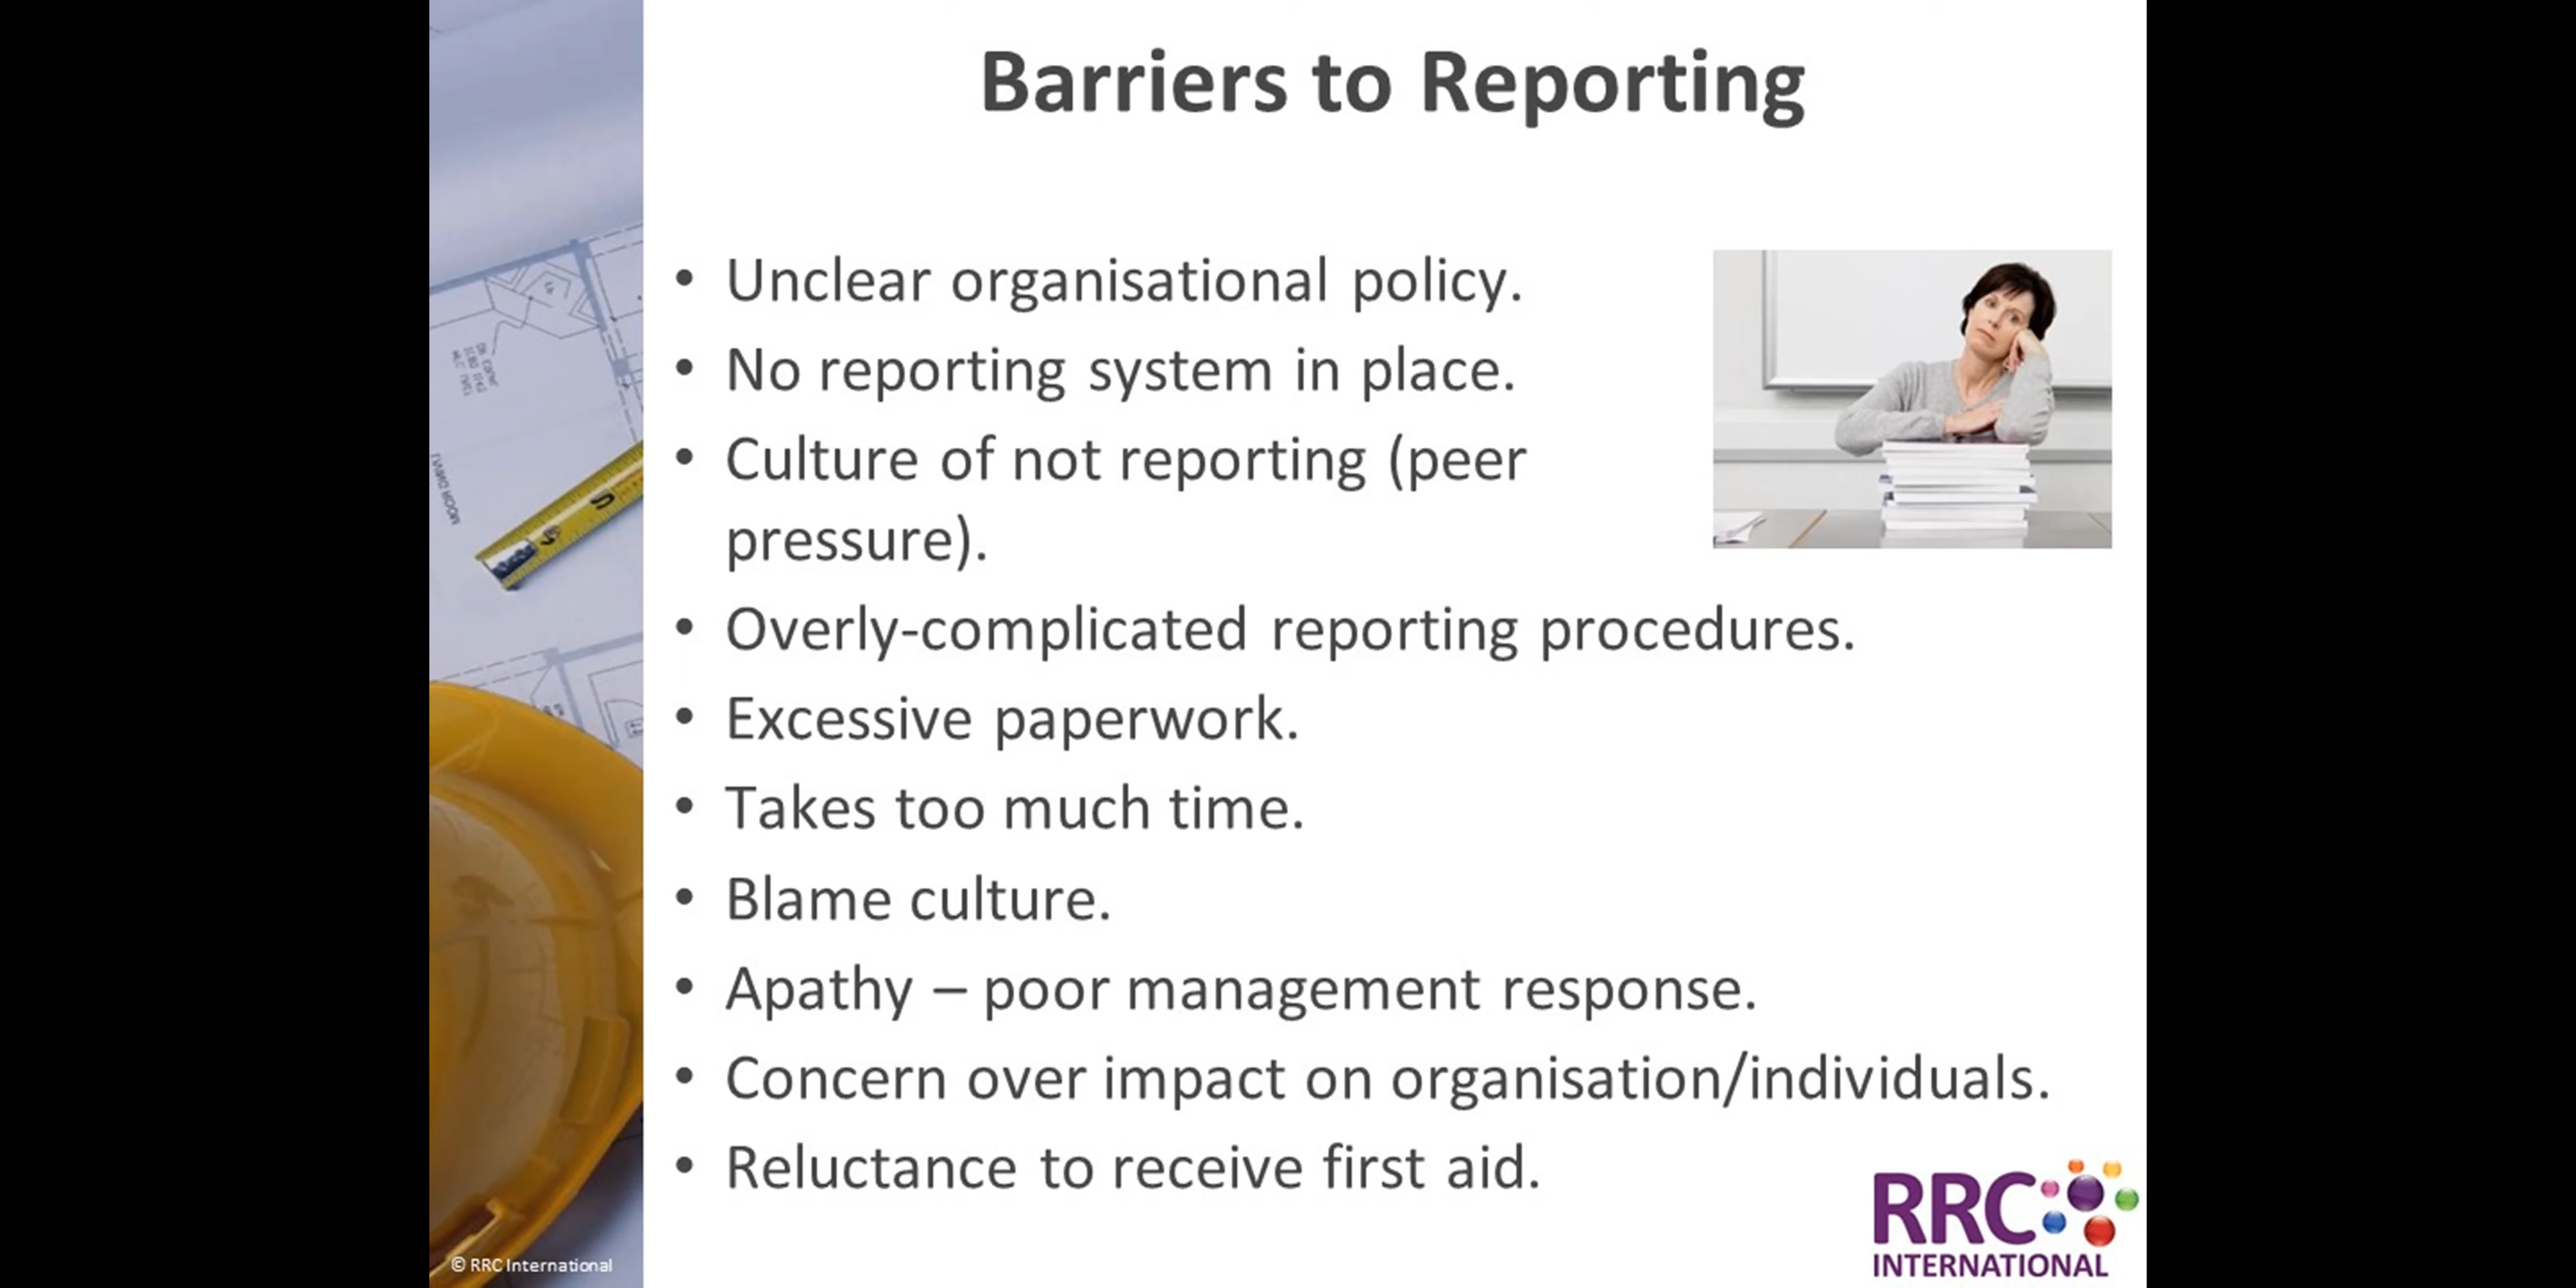 Barriers to Reporting
• Unclear organisational policy.
• No reporting system in place.
• Culture of not reporting (peer
pressure).
• Overly-complicated reporting procedures.
• Excessive paperwork.
• Takes too much time.
• Blame culture.
• Apathy – poor management response.
• Concern over impact on organisation/individuals.
• Reluctance to receive first aid.
© RRC International
RRC
INTERNATIONAL